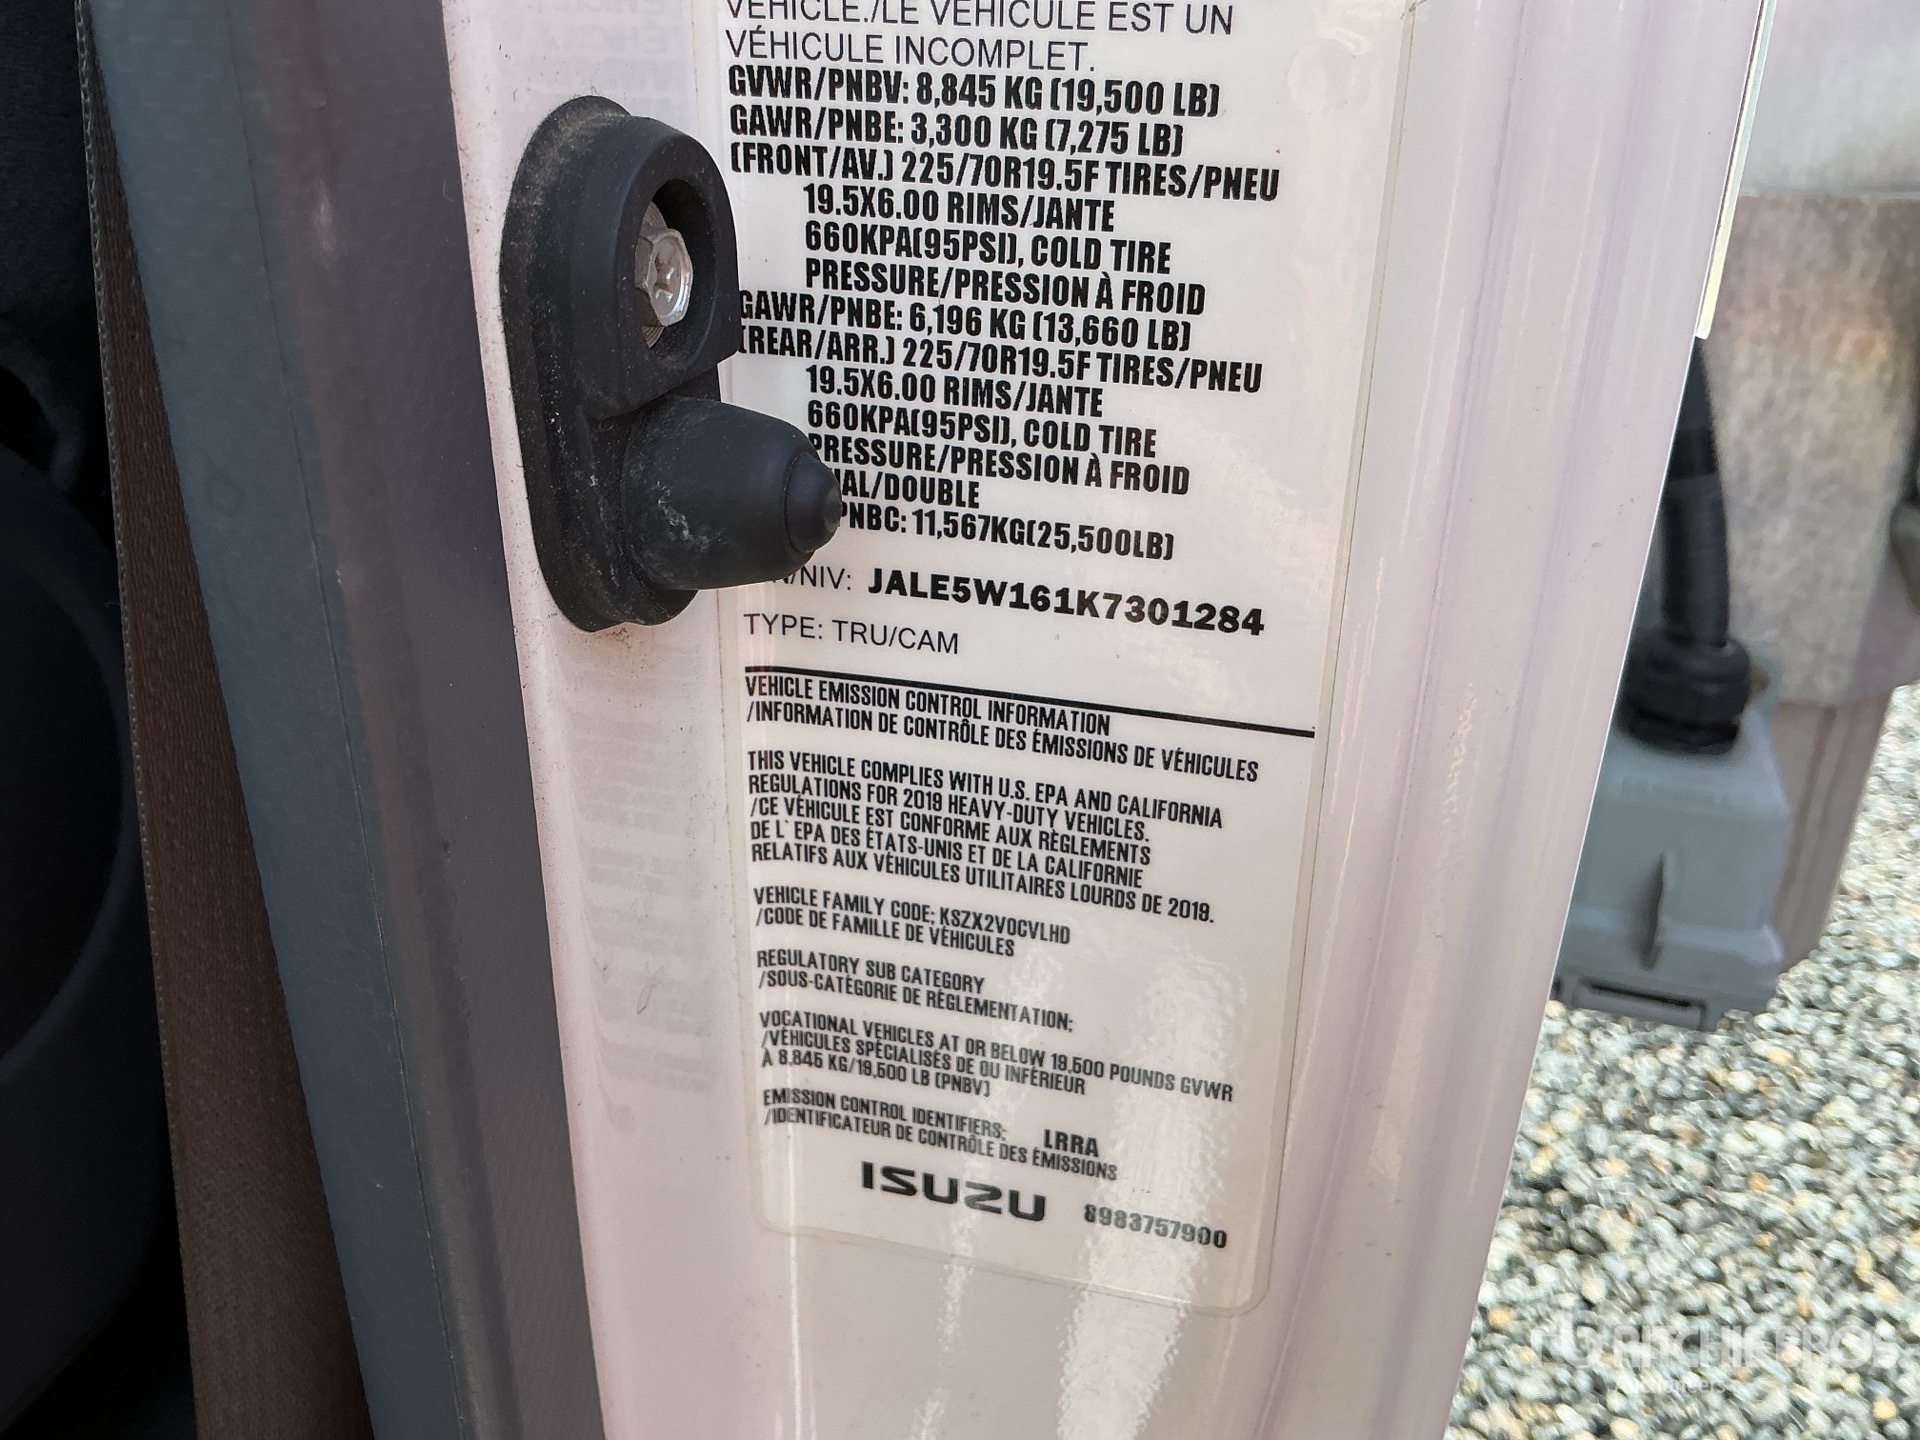 VEHICLE./LE VÉHICULE EST UN
VÉHICULE INCOMPLET.
GVWR/PNBV: 8,845 KG (19,500 LB)
GAWR/PNBE: 3,300 KG (7,275 LB)
(FRONT/AV.) 225/70R19.5F TIRES/PNEU
19.5X6.00 RIMS/JANTE
660KPA(95PSI), COLD TIRE
PRESSURE/PRESSION À FROID
GAWR/PNBE: 6,196 KG (13,660 LB)
(REAR/ARR.) 225/70R19.5F TIRES/PNEU
19.5X6.00 RIMS/JANTE
660KPA(95PSI), COLD TIRE
PRESSURE/PRESSION À FROID
AL/DOUBLE
PNBC: 11,567KG(25,500LB)
/NIV: JALE5W161K7301284
TYPE: TRU/CAM
VEHICLE EMISSION CONTROL INFORMATION
/INFORMATION DE CONTRÔLE DES ÉMISSIONS DE VÉHICULES
THIS VEHICLE COMPLIES WITH U.S. EPA AND CALIFORNIA
REGULATIONS FOR 2019 HEAVY-DUTY VEHICLES.
/CE VÉHICULE EST CONFORME AUX RÈGLEMENTS
DE L'EPA DES ÉTATS-UNIS ET DE LA CALIFORNIE
RELATIFS AUX VÉHICULES UTILITAIRES LOURDS DE 2019.
VEHICLE FAMILY CODE: KSZX2VOCVLHD
/CODE DE FAMILLE DE VÉHICULES
REGULATORY SUB CATEGORY
/SOUS-CATÉGORIE DE RÉGLEMENTATION:
VOCATIONAL VEHICLES AT OR BELOW 19,500 POUNDS GVWR
/VÉHICULES SPÉCIALISÉS DE OU INFÉRIEUR
À 8,845 KG/19,500 LB (PNBV)
EMISSION CONTROL IDENTIFIERS: LRRA
/IDENTIFICATEUR DE CONTRÔLE DES ÉMISSIONS
ISUZU 8983757900
RITCHIE BROS